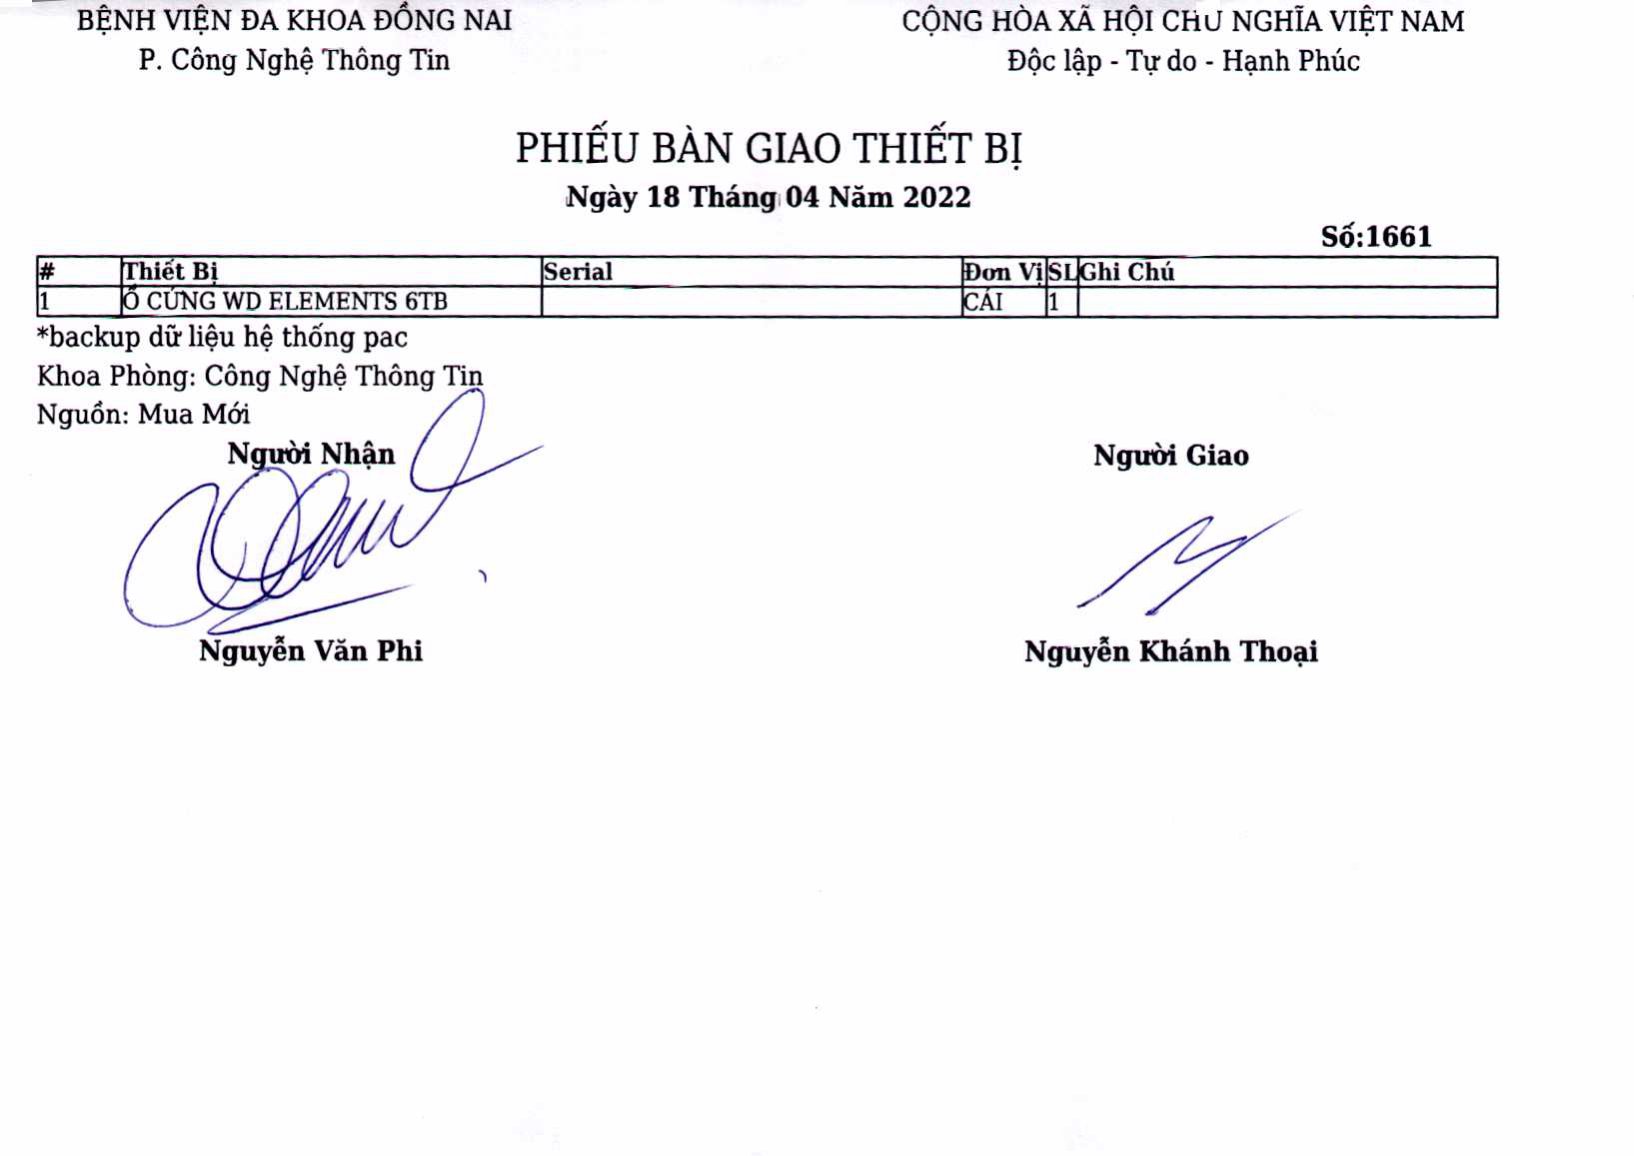 BỆNH VIỆN ĐA KHOA ĐỒNG NAI
P. Công Nghệ Thông Tin
CỘNG HÒA XÃ HỘI CHỦ NGHĨA VIỆT NAM
Độc lập - Tự do - Hạnh Phúc
PHIẾU BÀN GIAO THIẾT BỊ
Ngày 18 Tháng 04 Năm 2022
Số:1661
# Thiết Bị Serial Đơn Vị SL Ghi Chú
1 Ổ CỨNG WD ELEMENTS 6TB CÁI 1
*backup dữ liệu hệ thống pac
Khoa Phòng: Công Nghệ Thông Tin
Nguồn: Mua Mới
Người Nhận Người Giao
Nguyễn Văn Phi Nguyễn Khánh Thoại